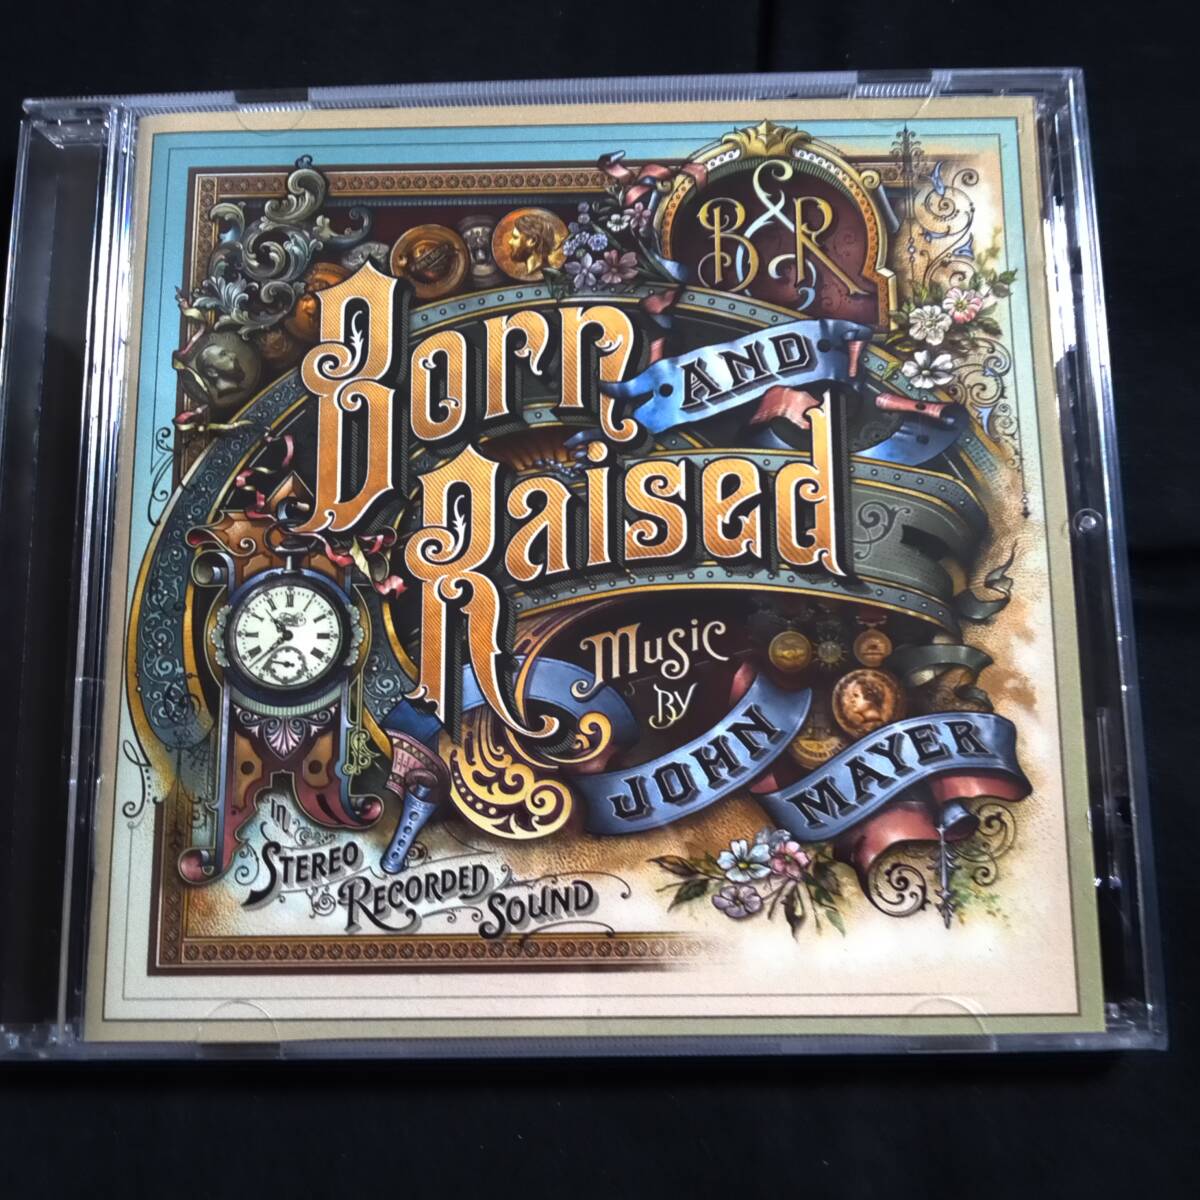 B&R
Born AND
Raised
Music
BY
JOHN MAYER
IN
STEREO
RECORDED
SOUND